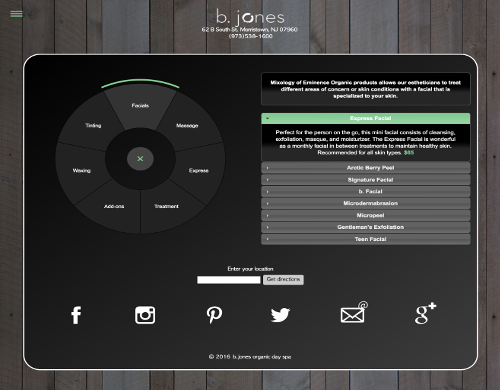 b. jones
62 B South St, Morristown, NJ 07960
(973)538-1600
Facials
Massage
Express
Treatment
Add-ons
Waxing
Tinting
Mixology of Eminence Organic products allows our estheticians to treat
different areas of concern or skin conditions with a facial that is
specialized to your skin.
Express Facial
Perfect for the person on the go, this mini facial consists of cleansing,
exfoliation, masque, and moisturizer. The Express Facial is wonderful
as a monthly facial in between treatments to maintain healthy skin.
Recommended for all skin types. $65
Arctic Berry Peel
Signature Facial
b. Facial
Microdermabrasion
Micropeel
Gentleman's Exfoliation
Teen Facial
Enter your location
Get directions
© 2016 b.jones organic day spa